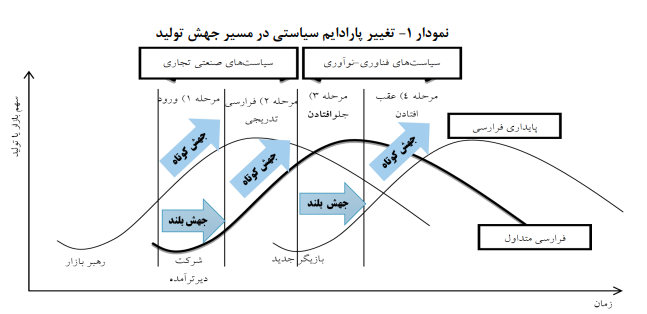 نمودار ۱- تغییر پارادایم سیاستی در مسیر جهش تولید
سیاست‌های صنعتی تجاری
سیاست‌های فناوری-نوآوری
مرحله ۱) ورود
مرحله ۲) فرارسی
تدریجی
مرحله ۳)
جلوافتادن
مرحله ٤) عقب
افتادن
سهم بازار یا تولید
جهش کوتاه
جهش کوتاه
جهش کوتاه
پایداری فرارسی
جهش بلند
جهش بلند
فرارسی متداول
رهبر بازار
شرکت
دیرترآمده
بازیگر جدید
زمان